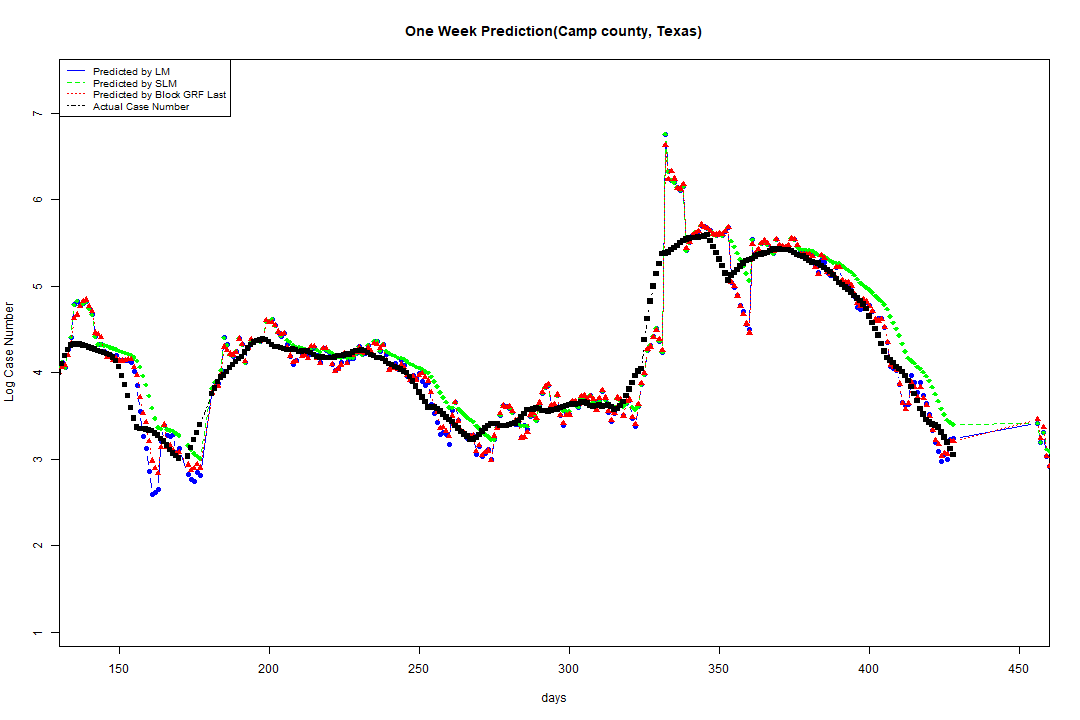 One Week Prediction(Camp county, Texas)
Predicted by LM
Predicted by SLM
Predicted by Block GRF Last
Actual Case Number
Log Case Number
7
6
5
4
3
2
1
150 200 250 300 350 400 450
days